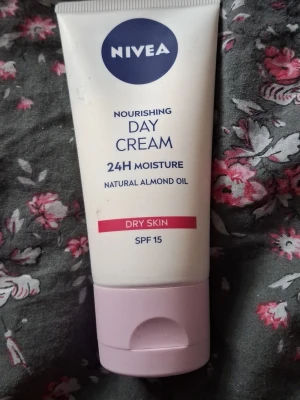 NIVEA
NOURISHING
DAY
CREAM
24H MOISTURE
NATURAL ALMOND OIL
DRY SKIN
SPF 15